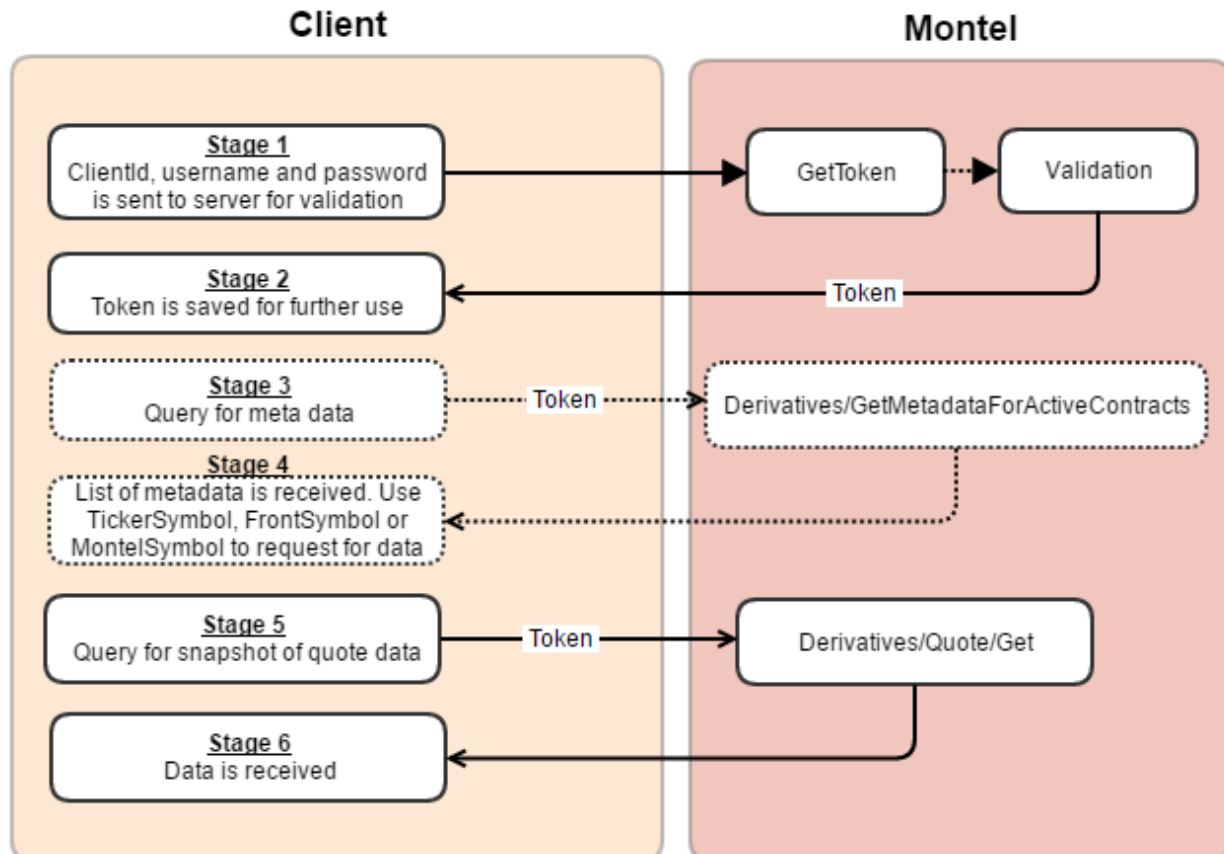 Client
Montel
Stage 1
ClientId, username and password
is sent to server for validation
GetToken
Validation
Stage 2
Token is saved for further use
Token
Stage 3
Query for meta data
Token
Derivatives/GetMetadataForActiveContracts
Stage 4
List of metadata is received. Use
TickerSymbol, FrontSymbol or
MontelSymbol to request for data
Stage 5
Query for snapshot of quote data
Token
Derivatives/Quote/Get
Stage 6
Data is received